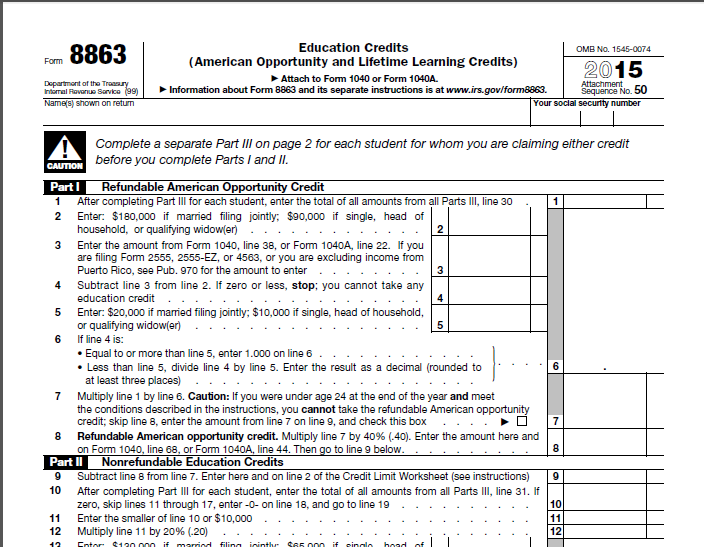 Form 8863
Department of the Treasury
Internal Revenue Service (99)
Education Credits
(American Opportunity and Lifetime Learning Credits)
▶ Attach to Form 1040 or Form 1040A.
▶ Information about Form 8863 and its separate instructions is at www.irs.gov/form8863.
OMB No. 1545-0074
2015
Attachment
Sequence No. 50
Name(s) shown on return
Your social security number
CAUTION
Complete a separate Part III on page 2 for each student for whom you are claiming either credit
before you complete Parts I and II.
Part I Refundable American Opportunity Credit
1 After completing Part III for each student, enter the total of all amounts from all Parts III, line 30 . 1
2 Enter: $180,000 if married filing jointly; $90,000 if single, head of
household, or qualifying widow(er) . . . . . . . . . . . . . 2
3 Enter the amount from Form 1040, line 38, or Form 1040A, line 22. If you
are filing Form 2555, 2555-EZ, or 4563, or you are excluding income from
Puerto Rico, see Pub. 970 for the amount to enter . . . . . . . . 3
4 Subtract line 3 from line 2. If zero or less, stop; you cannot take any
education credit . . . . . . . . . . . . . . . . . . . 4
5 Enter: $20,000 if married filing jointly; $10,000 if single, head of household,
or qualifying widow(er) . . . . . . . . . . . . . . . . . 5
6 If line 4 is:
• Equal to or more than line 5, enter 1.000 on line 6 . . . . . . . . . . . .
• Less than line 5, divide line 4 by line 5. Enter the result as a decimal (rounded to . . . . 6 .
at least three places) . . . . . . . . . . . . . . . . . . . . .
7 Multiply line 1 by line 6. Caution: If you were under age 24 at the end of the year and meet
the conditions described in the instructions, you cannot take the refundable American opportunity
credit; skip line 8, enter the amount from line 7 on line 9, and check this box . . . . ▶ ☐ 7
8 Refundable American opportunity credit. Multiply line 7 by 40% (.40). Enter the amount here and
on Form 1040, line 68, or Form 1040A, line 44. Then go to line 9 below. . . . . . . . . . 8
Part II Nonrefundable Education Credits
9 Subtract line 8 from line 7. Enter here and on line 2 of the Credit Limit Worksheet (see instructions) 9
10 After completing Part III for each student, enter the total of all amounts from all Parts III, line 31. If
zero, skip lines 11 through 17, enter -0- on line 18, and go to line 19 . . . . . . . . . . 10
11 Enter the smaller of line 10 or $10,000 . . . . . . . . . . . . . . . . . . . 11
12 Multiply line 11 by 20% (.20) . . . . . . . . . . . . . . . . . . . . . . 12
13 Enter: $130,000 if married filing jointly; $65,000 if single, head of